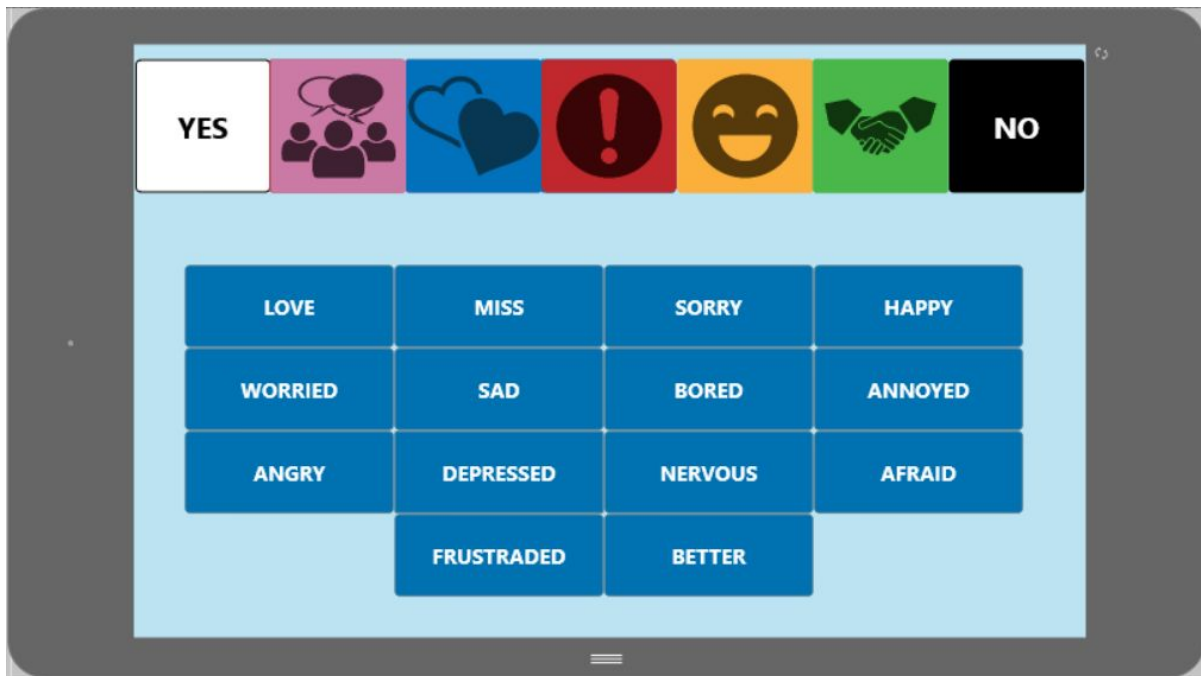 YES NO
LOVE MISS SORRY HAPPY
WORRIED SAD BORED ANNOYED
ANGRY DEPRESSED NERVOUS AFRAID
FRUSTRADED BETTER